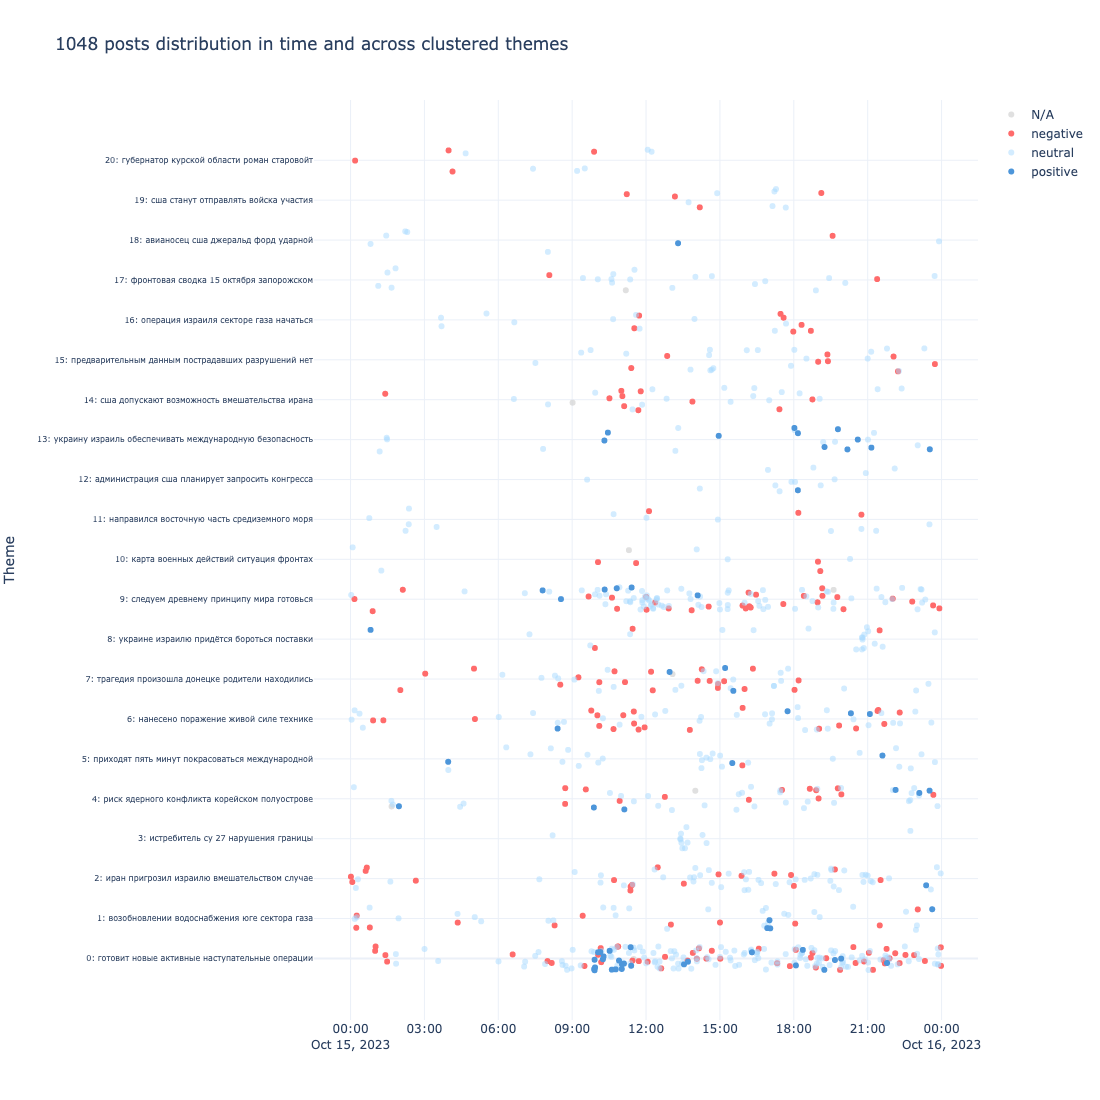 1048 posts distribution in time and across clustered themes
N/A
negative
neutral
positive
Theme
20: губернатор курской области роман старовойт
19: сша станут отправлять войска участия
18: авианосец сша джеральд форд ударной
17: фронтовая сводка 15 октября запорожском
16: операция израиля секторе газа начаться
15: предварительным данным пострадавших разрушений нет
14: сша допускают возможность вмешательства ирана
13: украину израиль обеспечивать международную безопасность
12: администрация сша планирует запросить конгресса
11: направился восточную часть средиземного моря
10: карта военных действий ситуация фронтах
9: следуем древнему принципу мира готовься
8: украине израилю придётся бороться поставки
7: трагедия произошла донецке родители находились
6: нанесено поражение живой силе технике
5: приходят пять минут покрасоваться международной
4: риск ядерного конфликта корейском полуострове
3: истребитель су 27 нарушения границы
2: иран пригрозил израилю вмешательством случае
1: возобновлении водоснабжения юге сектора газа
0: готовит новые активные наступательные операции
00:00 03:00 06:00 09:00 12:00 15:00 18:00 21:00 00:00
Oct 15, 2023 Oct 16, 2023